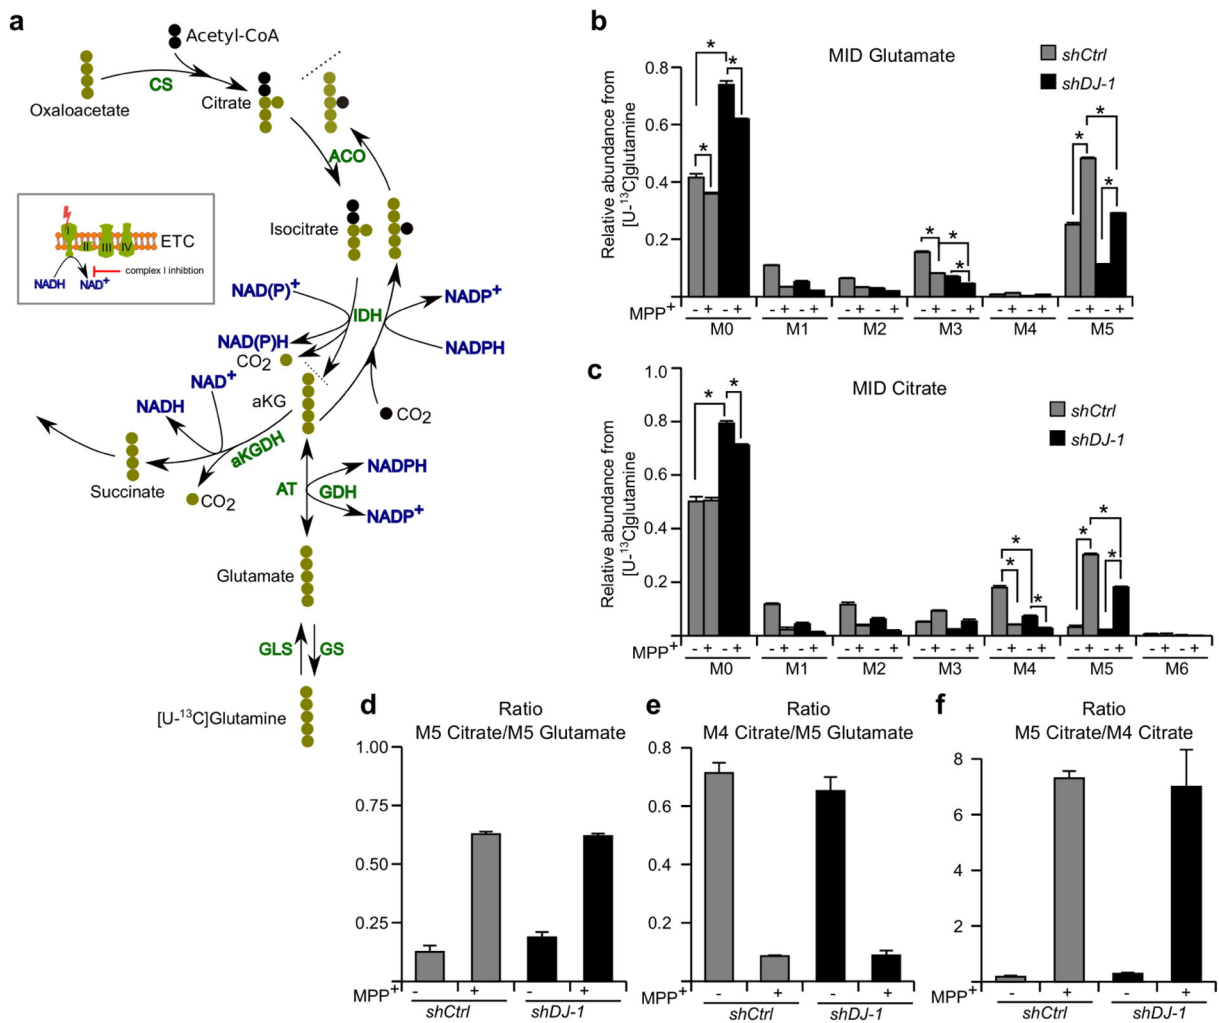 a
Acetyl-CoA
CS
Oxaloacetate
Citrate
ACO
Isocitrate
I
II
III
IV
ETC
complex I inhibtion
NADH
NAD+
NAD(P)+
NADP+
IDH
NAD(P)H
NADPH
CO2
NAD+
aKG
NADH
CO2
aKGDH
Succinate
CO2
NADPH
AT
GDH
NADP+
Glutamate
GLS
GS
[U-13C]Glutamine
b
MID Glutamate
shCtrl
shDJ-1
Relative abundance from
[U-13C]glutamine
0.8
0.6
0.4
0.2
* * * * * * * * * *
MPP+
- + - + - + - + - + - + - + - + - + - + - + - +
M0 M1 M2 M3 M4 M5
c
MID Citrate
shCtrl
shDJ-1
Relative abundance from
[U-13C]glutamine
1.0
0.8
0.6
0.4
0.2
0
* * * * * * * *
MPP+
- + - + - + - + - + - + - + - + - + - + - + - + - + - +
M0 M1 M2 M3 M4 M5 M6
d
Ratio
M5 Citrate/M5 Glutamate
1.00
0.75
0.50
0.25
MPP+
- + - +
shCtrl shDJ-1
e
Ratio
M4 Citrate/M5 Glutamate
0.8
0.6
0.4
0.2
MPP+
- + - +
shCtrl shDJ-1
f
Ratio
M5 Citrate/M4 Citrate
8
6
4
2
MPP+
- + - +
shCtrl shDJ-1